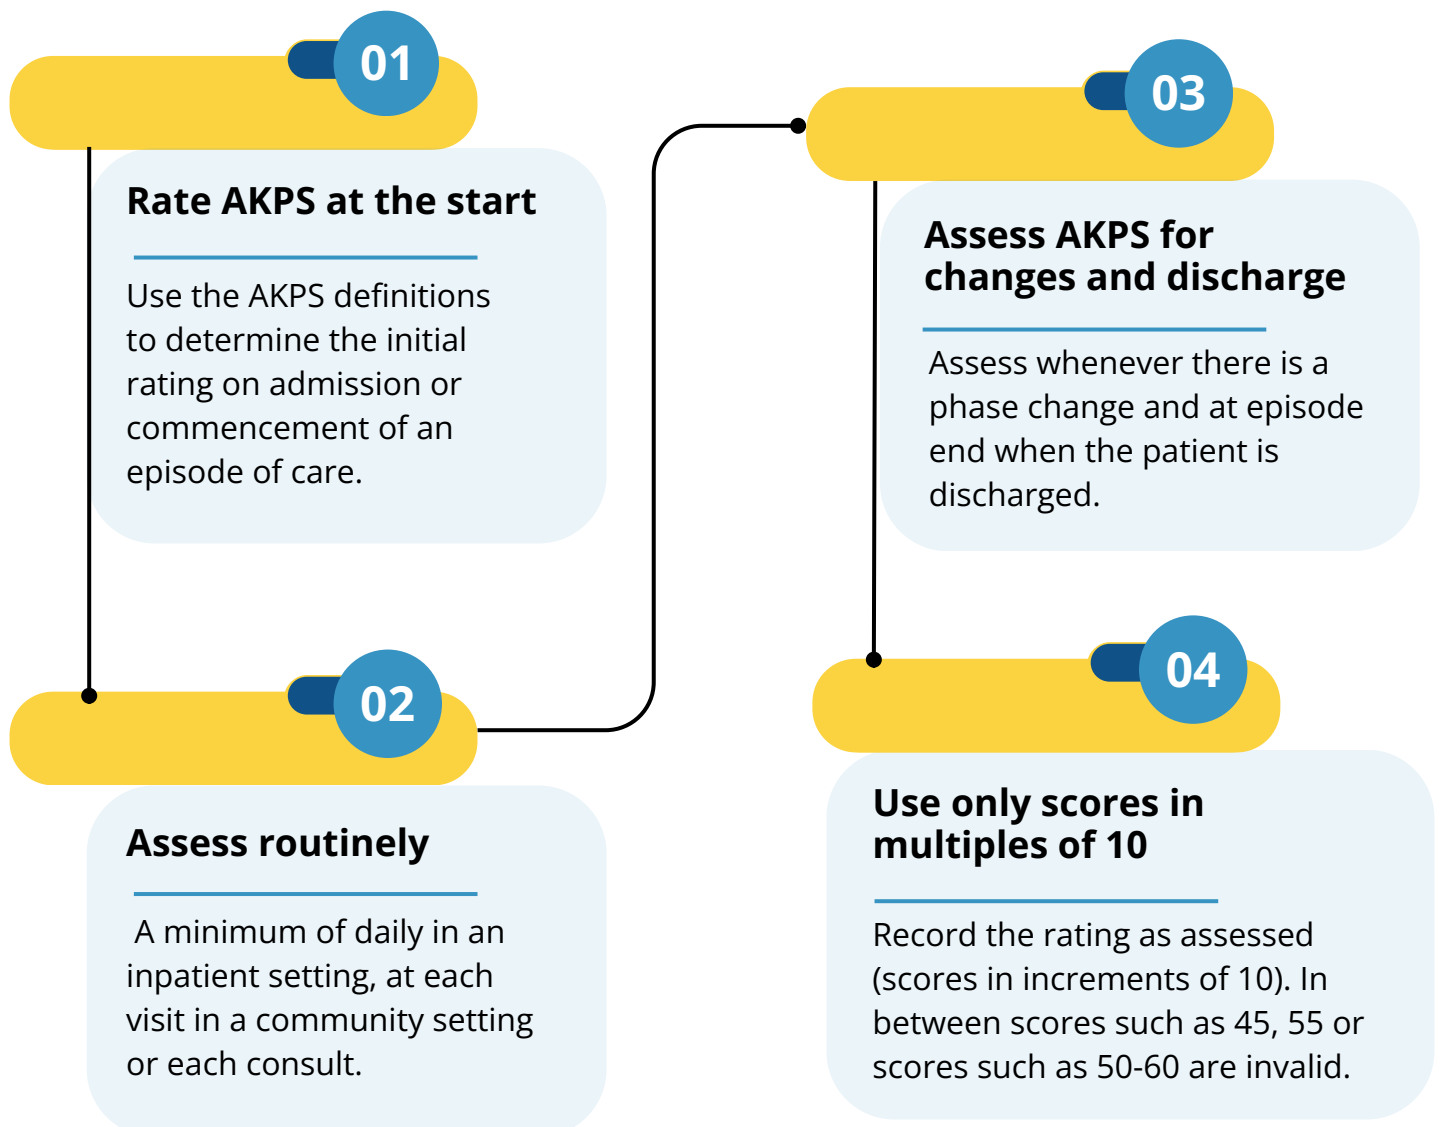 01
Rate AKPS at the start
Use the AKPS definitions
to determine the initial
rating on admission or
commencement of an
episode of care.
02
Assess routinely
A minimum of daily in an
inpatient setting, at each
visit in a community setting
or each consult.
03
Assess AKPS for
changes and discharge
Assess whenever there is a
phase change and at episode
end when the patient is
discharged.
04
Use only scores in
multiples of 10
Record the rating as assessed
(scores in increments of 10). In
between scores such as 45, 55 or
scores such as 50-60 are invalid.